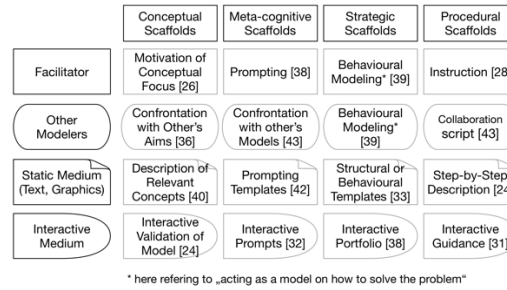 Conceptual Scaffolds
Meta-cognitive Scaffolds
Strategic Scaffolds
Procedural Scaffolds
Facilitator
Motivation of Conceptual Focus [26]
Prompting [38]
Behavioural Modeling* [39]
Instruction [28
Other Modelers
Confrontation with Other's Aims [36]
Confrontation with other's Models [43]
Behavioural Modeling* [39]
Collaboration script [43]
Static Medium (Text, Graphics)
Description of Relevant Concepts [40]
Prompting Templates [42]
Structural or Behavioural Templates [33]
Step-by-Step Description [24
Interactive Medium
Interactive Validation of Model [24]
Interactive Prompts [32]
Interactive Portfolio [38]
Interactive Guidance [31]
* here referring to „acting as a model on how to solve the problem“